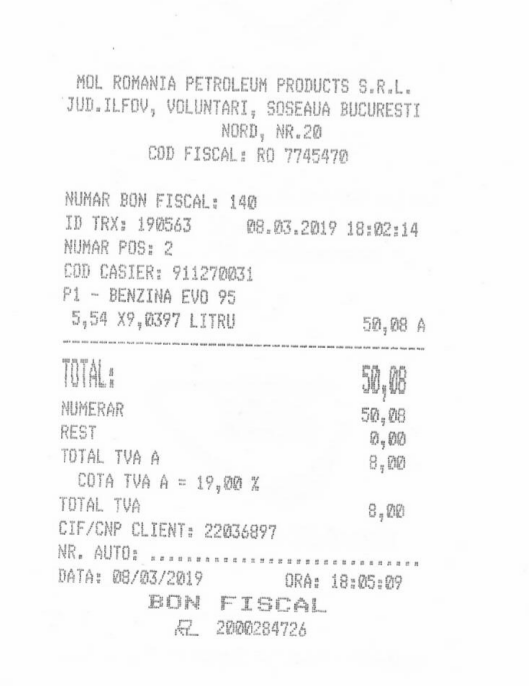 MOL ROMANIA PETROLEUM PRODUCTS S.R.L.
JUD.ILFOV, VOLUNTARI, SOSEAUA BUCURESTI
NORD, NR.20
COD FISCAL: RO 7745470
NUMAR BON FISCAL: 140
ID TRX: 190563 08.03.2019 18:02:14
NUMAR POS: 2
COD CASIER: 911270031
P1 - BENZINA EVO 95
5,54 X9,0397 LITRU 50,08 A
TOTAL: 50,08
NUMERAR 50,08
REST 0,00
TOTAL TVA A 8,00
COTA TVA A = 19,00 %
TOTAL TVA 8,00
CIF/CNP CLIENT: 22036897
NR. AUTO: ..............................
DATA: 08/03/2019 ORA: 18:05:09
BON FISCAL
2000284726